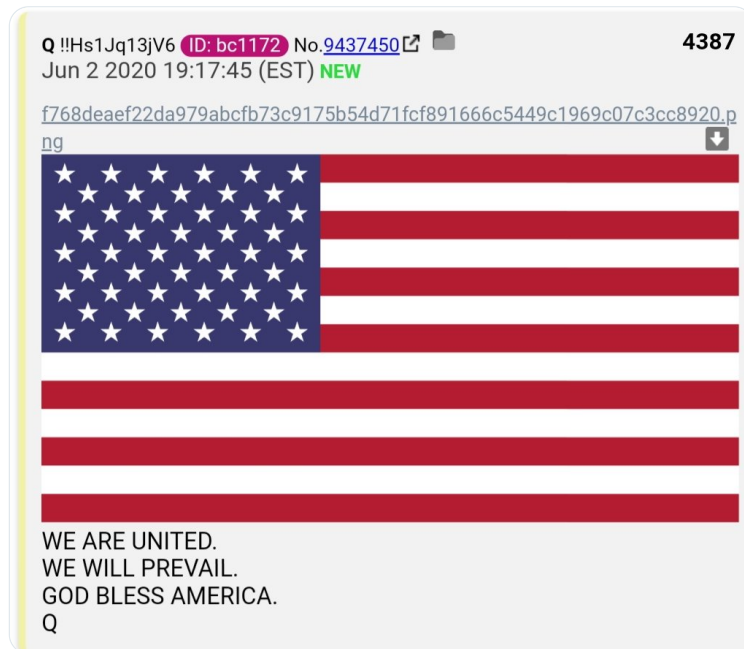 Q !!Hs1Jq13jV6 ID: bc1172 No.9437450 4387
Jun 2 2020 19:17:45 (EST) NEW
f768deaef22da979abcfb73c9175b54d71fcf891666c5449c1969c07c3cc8920.p
ng
WE ARE UNITED.
WE WILL PREVAIL.
GOD BLESS AMERICA.
Q